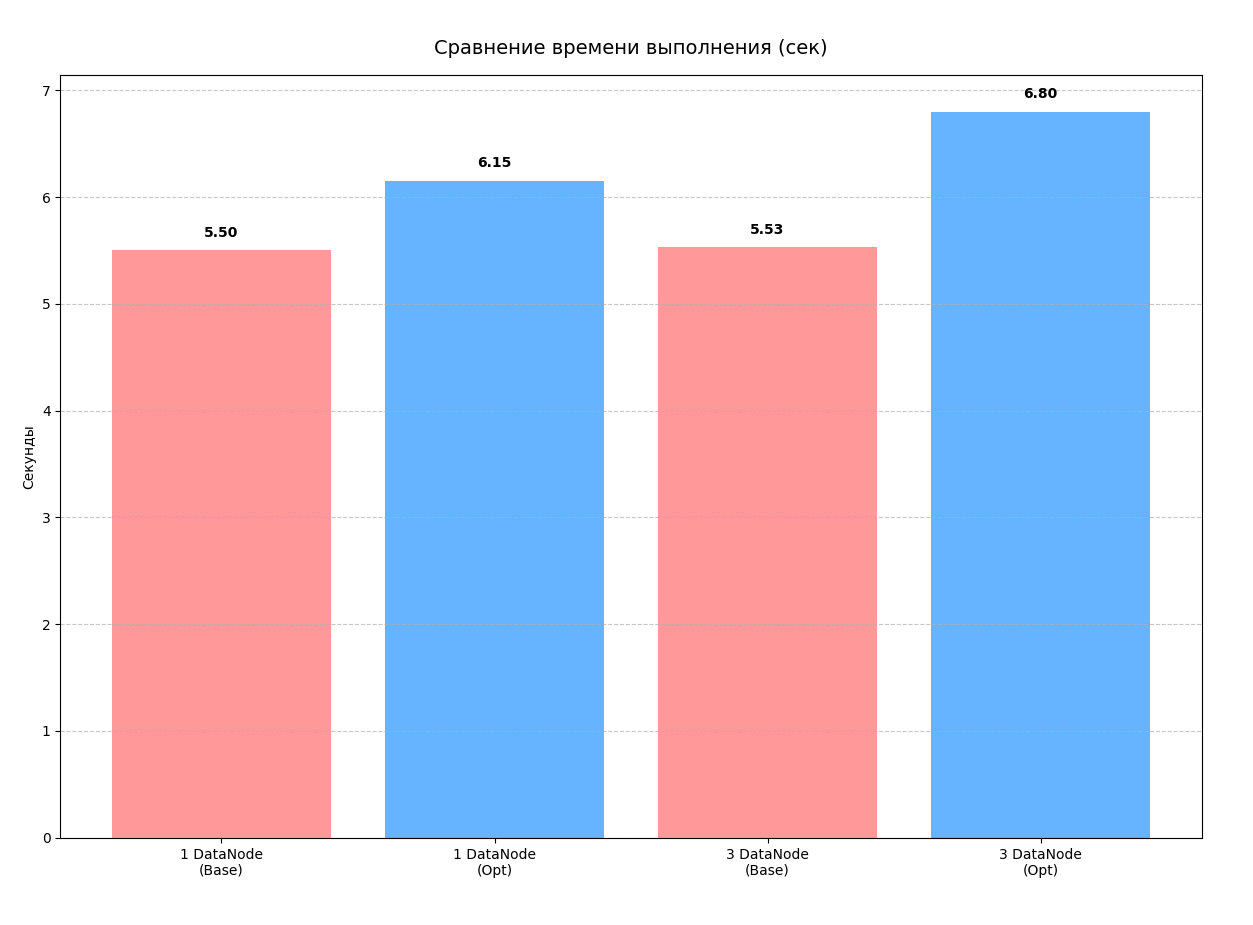 Сравнение времени выполнения (сек)
Секунды
7
6
5
4
3
2
1
0
5.50
6.15
5.53
6.80
1 DataNode
(Base)
1 DataNode
(Opt)
3 DataNode
(Base)
3 DataNode
(Opt)